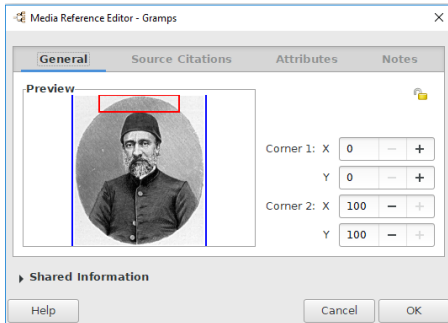 Media Reference Editor - Gramps
General Source Citations Attributes Notes
Preview
Corner 1: X 0
Y 0
Corner 2: X 100
Y 100
Shared Information
Help Cancel OK